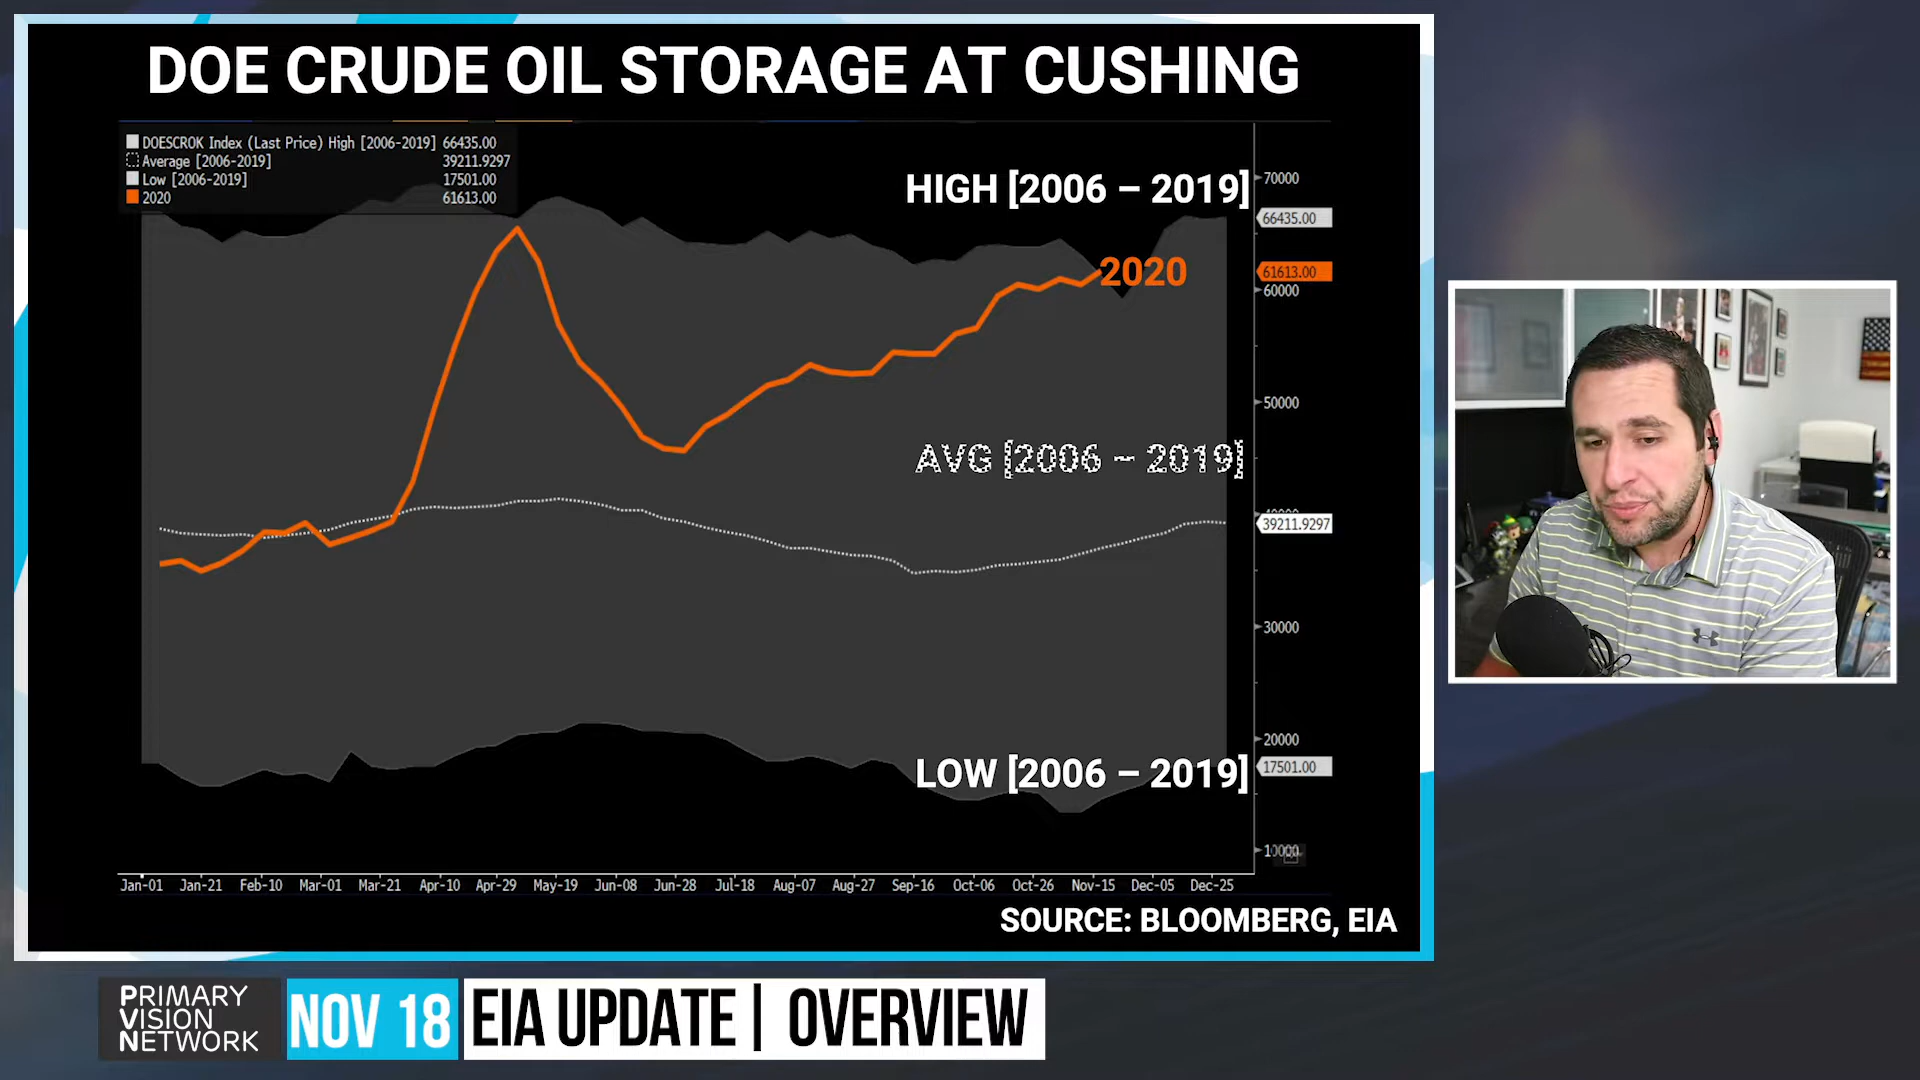 DOE CRUDE OIL STORAGE AT CUSHING
DOESCROK Index (Last Price) High [2006-2019] 66435.00
Average [2006-2019] 39211.9297
Low [2006-2019] 17501.00
2020 61613.00
HIGH [2006 – 2019]
70000
66435.00
2020
61613.00
60000
50000
AVG [2006 – 2019]
40000
39211.9297
30000
20000
LOW [2006 – 2019]
17501.00
10000
Jan-01 Jan-21 Feb-10 Mar-01 Mar-21 Apr-10 Apr-29 May-19 Jun-08 Jun-28 Jul-18 Aug-07 Aug-27 Sep-16 Oct-06 Oct-26 Nov-15 Dec-05 Dec-25
SOURCE: BLOOMBERG, EIA
PRIMARY
VISION
NETWORK
NOV 18 EIA UPDATE | OVERVIEW